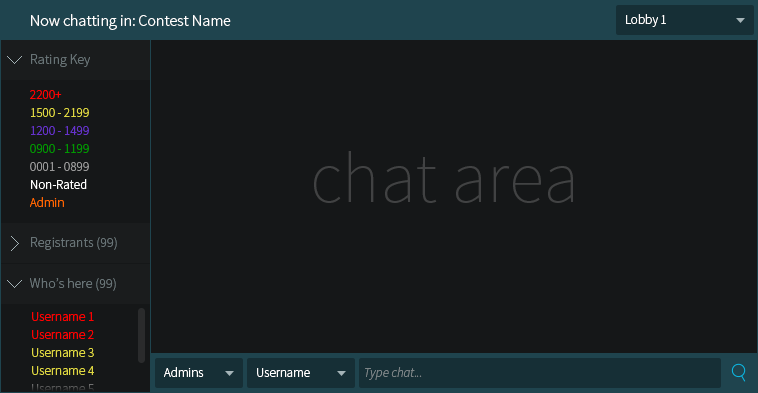 Now chatting in: Contest Name
Lobby 1
Rating Key
2200+
1500 - 2199
1200 - 1499
0900 - 1199
0001 - 0899
Non-Rated
Admin
Registrants (99)
Who's here (99)
Username 1
Username 2
Username 3
Username 4
Username 5
chat area
Admins
Username
Type chat...